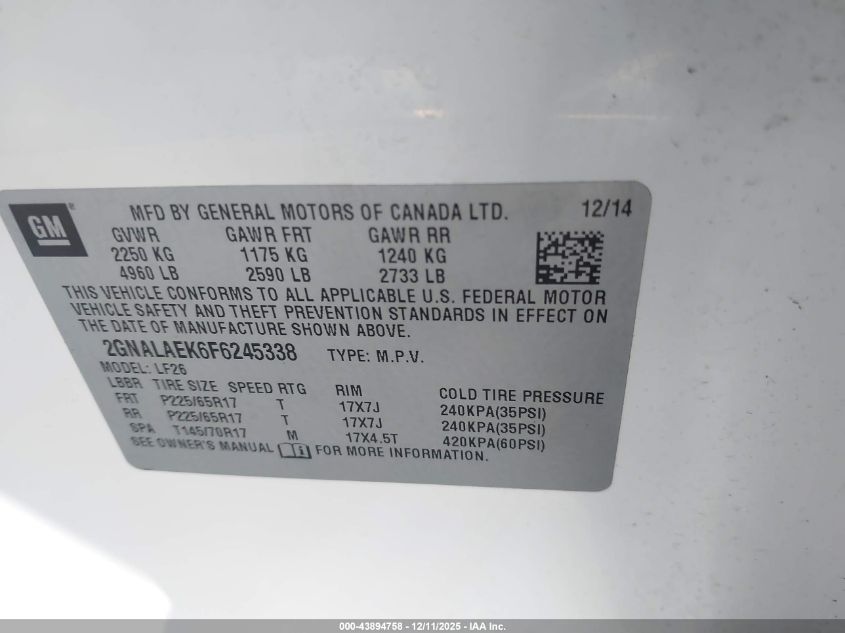 GM
®
MFD BY GENERAL MOTORS OF CANADA LTD. 12/14
GVWR GAWR FRT GAWR RR
2250 KG 1175 KG 1240 KG
4960 LB 2590 LB 2733 LB
THIS VEHICLE CONFORMS TO ALL APPLICABLE U.S. FEDERAL MOTOR
VEHICLE SAFETY AND THEFT PREVENTION STANDARDS IN EFFECT ON
THE DATE OF MANUFACTURE SHOWN ABOVE.
2GNALAEK6F6245338 TYPE: M.P.V.
MODEL: LF26
LBBR TIRE SIZE SPEED RTG RIM COLD TIRE PRESSURE
FRT P225/65R17 T 17X7J 240KPA(35PSI)
RR P225/65R17 T 17X7J 240KPA(35PSI)
SPA T145/70R17 M 17X4.5T 420KPA(60PSI)
SEE OWNER'S MANUAL FOR MORE INFORMATION.
000-43894758 - 12/11/2025 - IAA Inc.